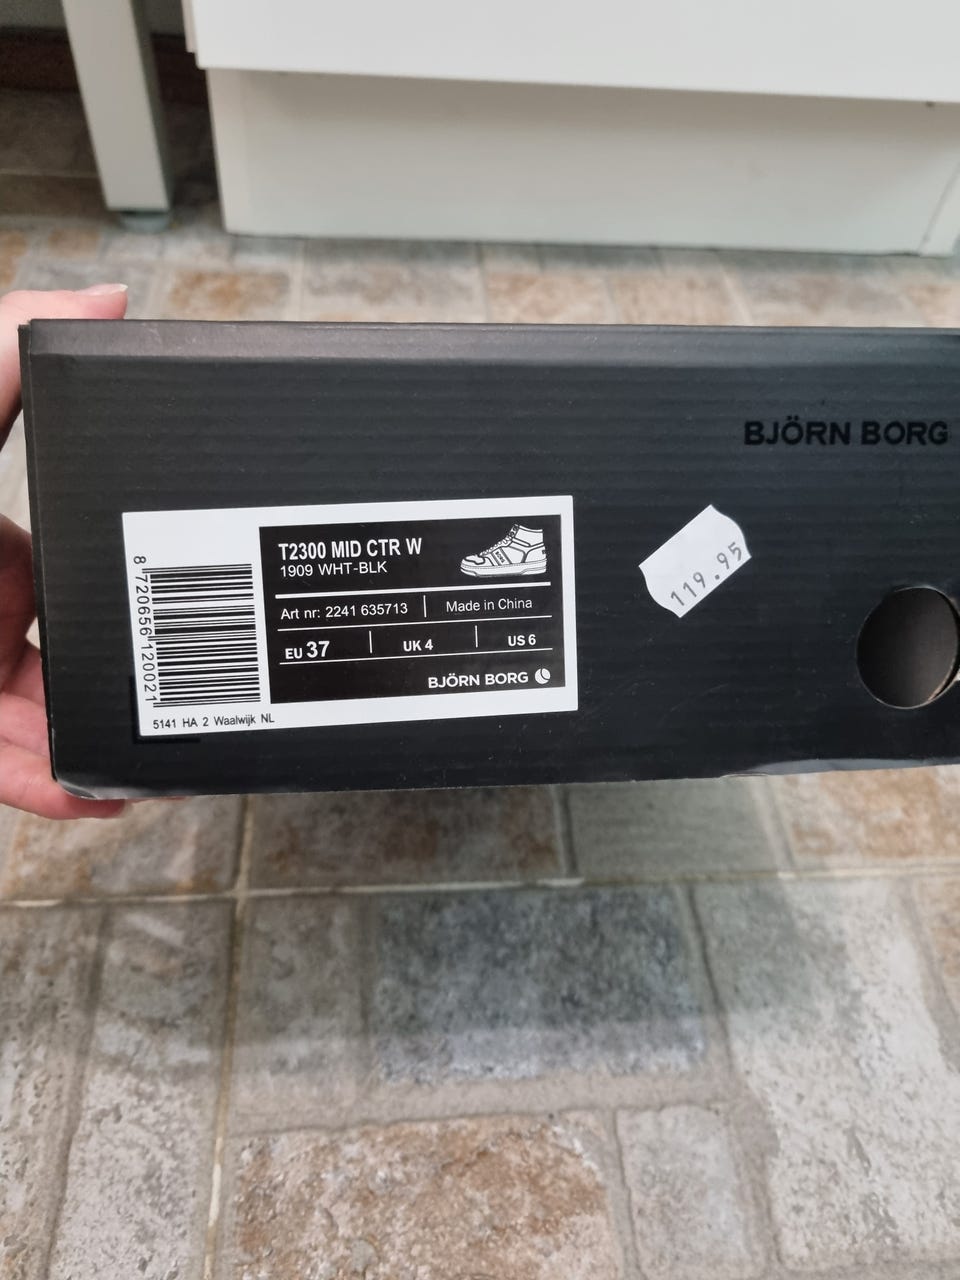 BJÖRN BORG
119.95
8 720656 120021
T2300 MID CTR W
1909 WHT-BLK
Art nr: 2241 635713 Made in China
EU 37 UK 4 US 6
BJÖRN BORG
5141 HA 2 Waalwijk NL